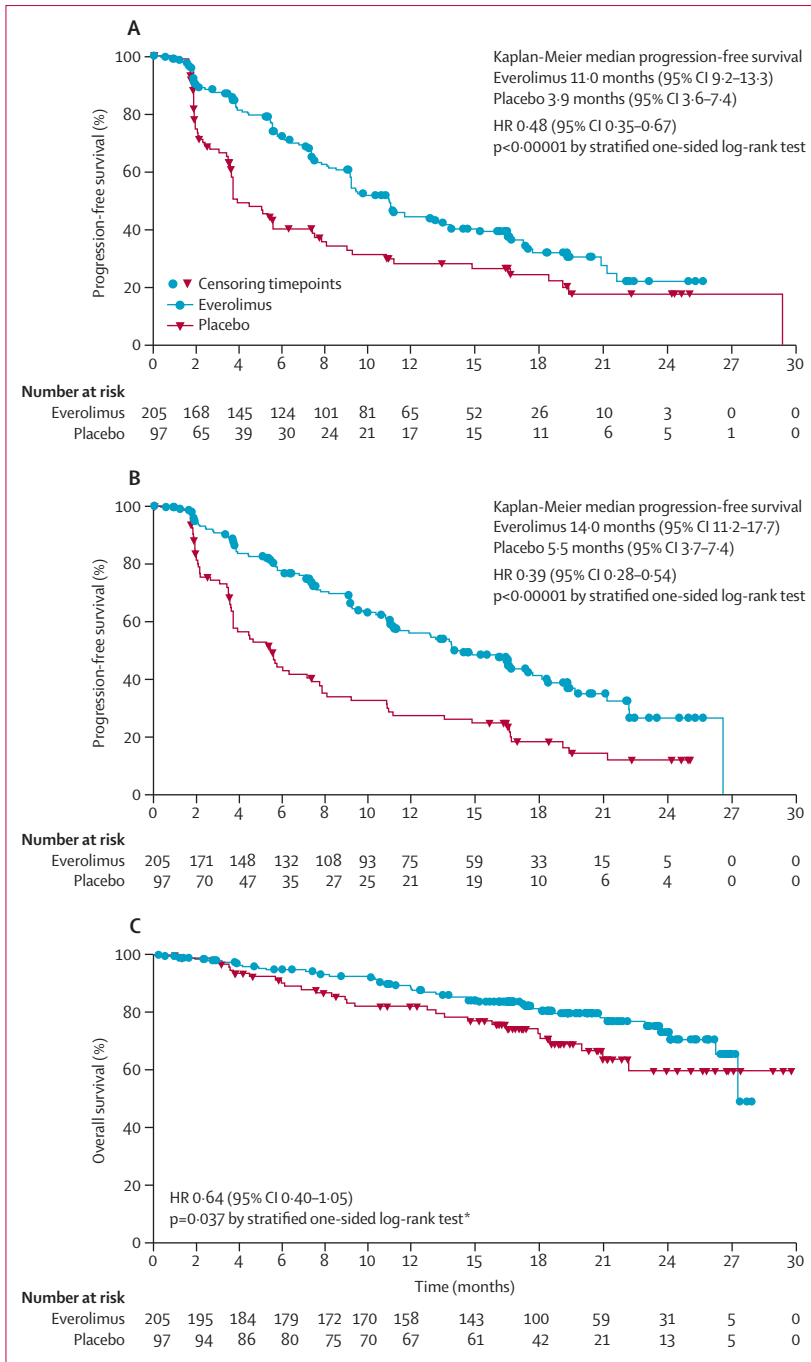 A
Kaplan-Meier median progression-free survival
Everolimus 11·0 months (95% CI 9·2–13·3)
Placebo 3·9 months (95% CI 3·6–7·4)
HR 0·48 (95% CI 0·35–0·67)
p<0·00001 by stratified one-sided log-rank test
Progression-free survival (%)
100
80
60
40
20
0
Censoring timepoints
Everolimus
Placebo
0 2 4 6 8 10 12 15 18 21 24 27 30
Number at risk
Everolimus 205 168 145 124 101 81 65 52 26 10 3 0 0
Placebo 97 65 39 30 24 21 17 15 11 6 5 1 0
B
Kaplan-Meier median progression-free survival
Everolimus 14·0 months (95% CI 11·2–17·7)
Placebo 5·5 months (95% CI 3·7–7·4)
HR 0·39 (95% CI 0·28–0·54)
p<0·00001 by stratified one-sided log-rank test
Progression-free survival (%)
100
80
60
40
20
0
0 2 4 6 8 10 12 15 18 21 24 27 30
Number at risk
Everolimus 205 171 148 132 108 93 75 59 33 15 5 0 0
Placebo 97 70 47 35 27 25 21 19 10 6 4 0 0
C
Overall survival (%)
100
80
60
40
20
0
HR 0·64 (95% CI 0·40–1·05)
p=0·037 by stratified one-sided log-rank test*
0 2 4 6 8 10 12 15 18 21 24 27 30
Time (months)
Number at risk
Everolimus 205 195 184 179 172 170 158 143 100 59 31 5 0
Placebo 97 94 86 80 75 70 67 61 42 21 13 5 0